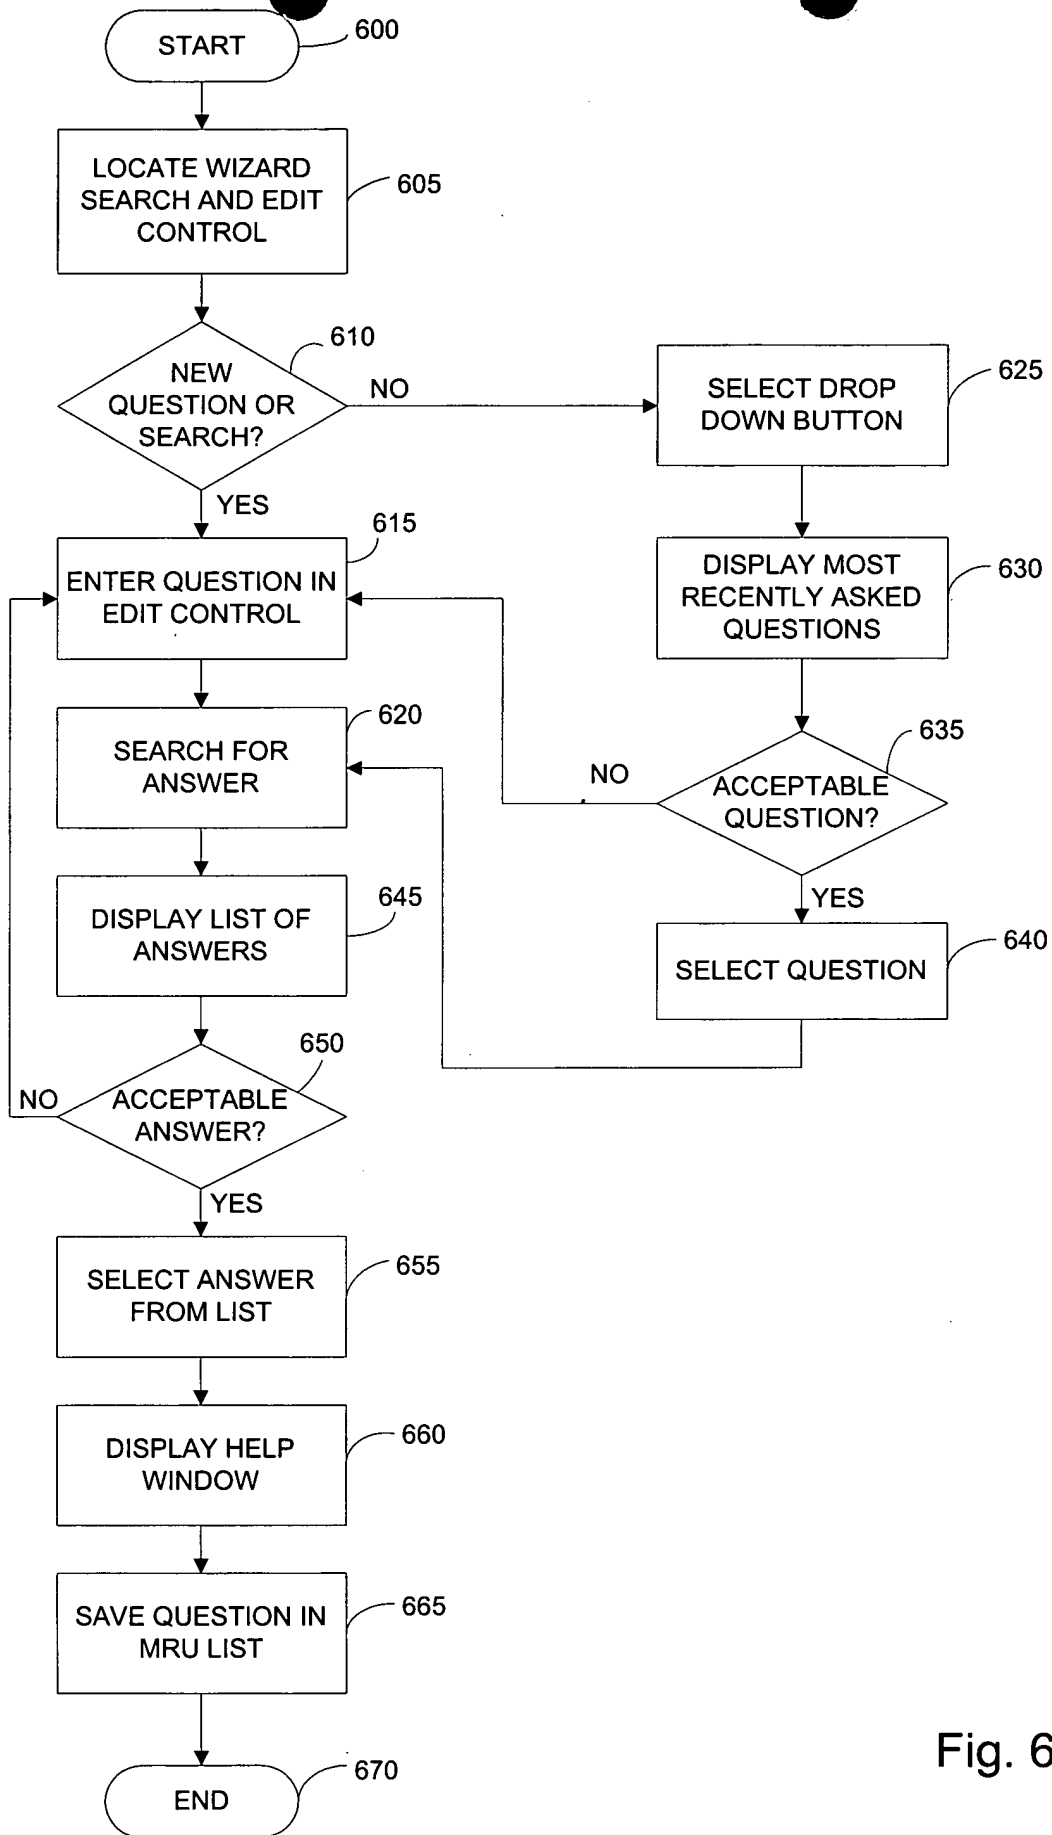 START
600
LOCATE WIZARD
SEARCH AND EDIT
CONTROL
605
NEW
QUESTION OR
SEARCH?
610
NO
YES
SELECT DROP
DOWN BUTTON
625
ENTER QUESTION IN
EDIT CONTROL
615
DISPLAY MOST
RECENTLY ASKED
QUESTIONS
630
SEARCH FOR
ANSWER
620
ACCEPTABLE
QUESTION?
635
NO
YES
DISPLAY LIST OF
ANSWERS
645
SELECT QUESTION
640
ACCEPTABLE
ANSWER?
650
NO
YES
SELECT ANSWER
FROM LIST
655
DISPLAY HELP
WINDOW
660
SAVE QUESTION IN
MRU LIST
665
END
670
Fig. 6